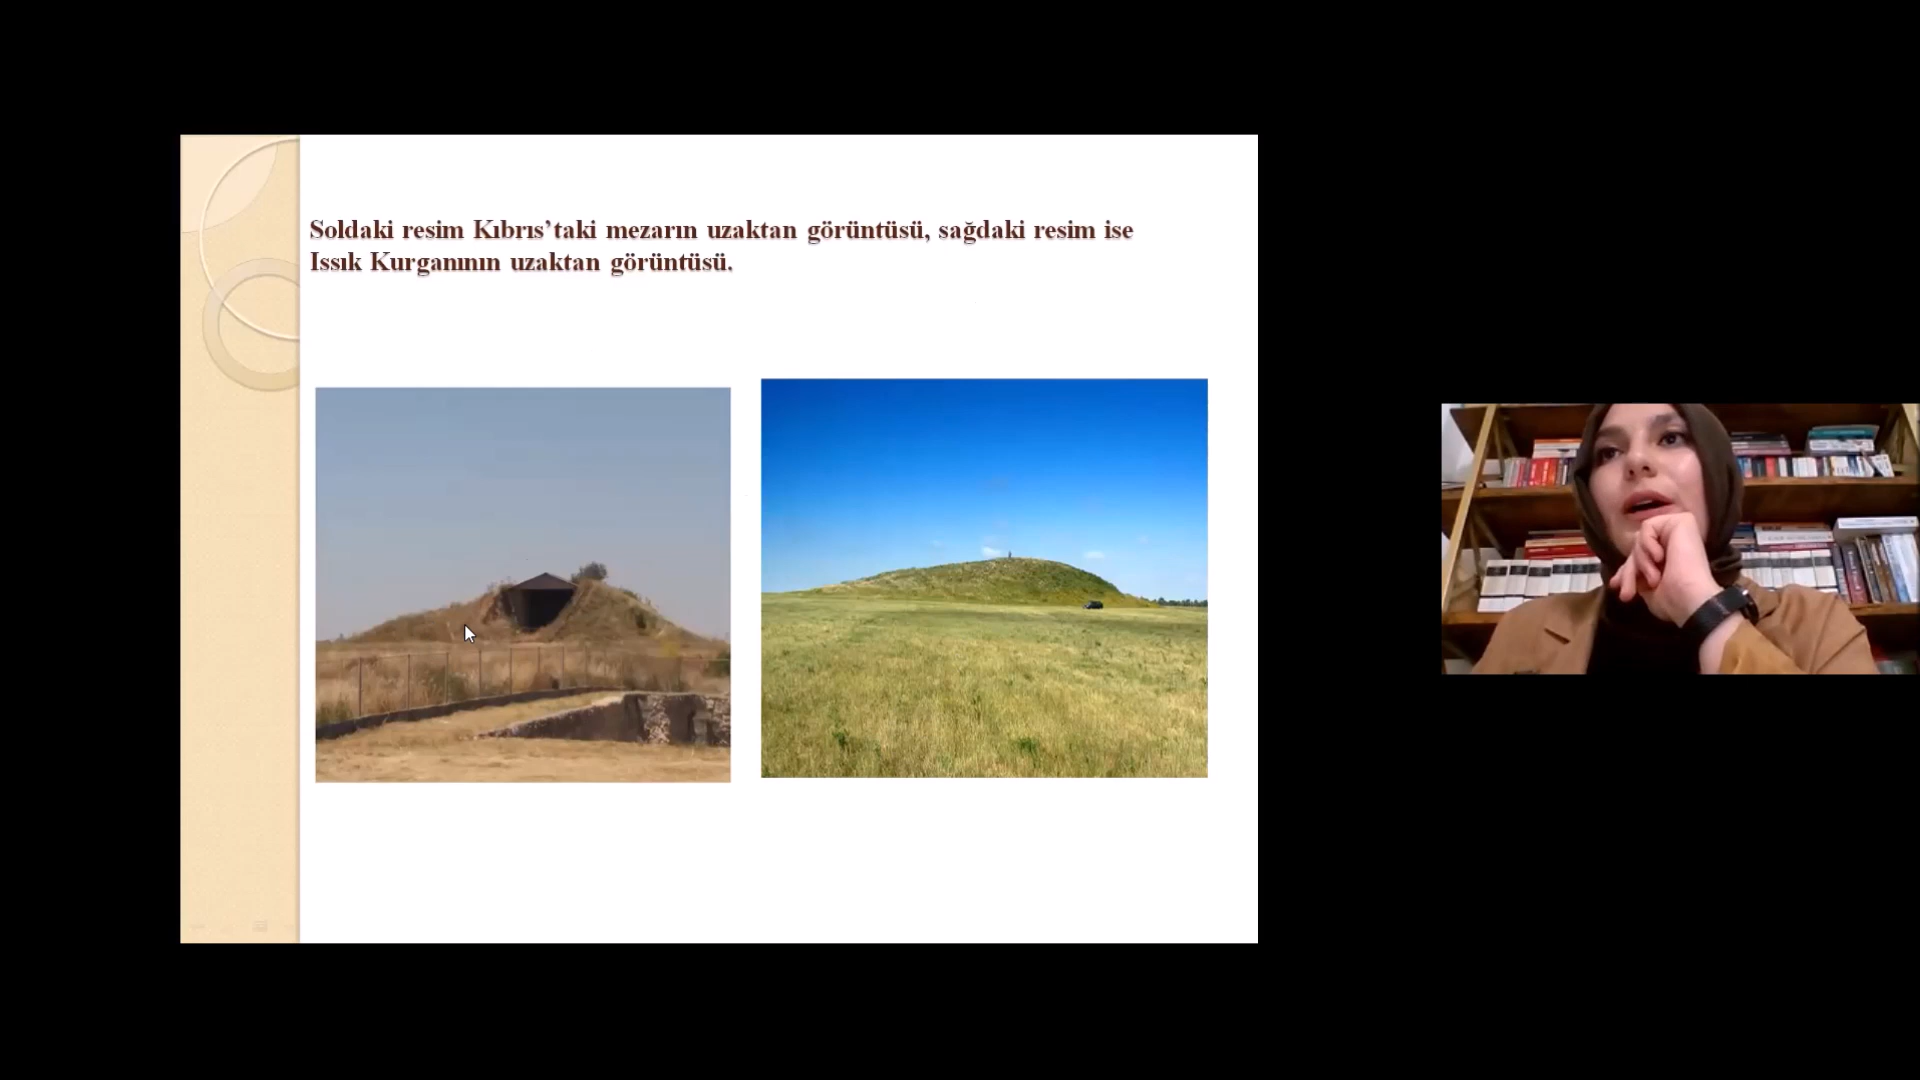 Soldaki resim Kıbrıs’taki mezarın uzaktan görüntüsü, sağdaki resim ise
Issık Kurganının uzaktan görüntüsü.